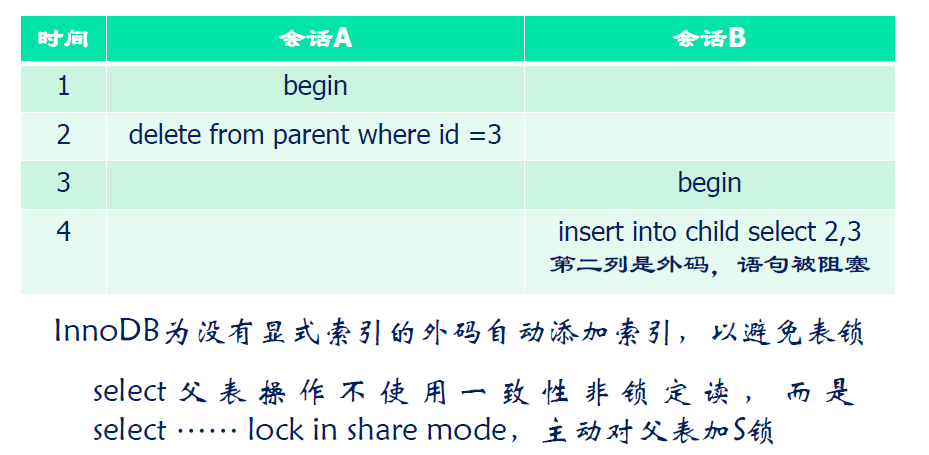 时间 会话A 会话B
1 begin
2 delete from parent where id =3
3 begin
4 insert into child select 2,3
第二列是外码，语句被阻塞
InnoDB为没有显式索引的外码自动添加索引，以避免表锁
select 父表操作不使用一致性非锁定读，而是
select …… lock in share mode，主动对父表加S锁